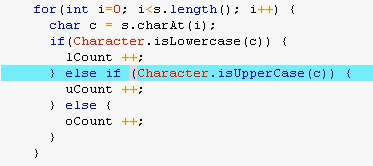 for(int i=0; i<s.length(); i++) {
char c = s.charAt(i);
if(Character.isLowercase(c)) {
lCount ++;
} else if (Character.isUpperCase(c)) {
uCount ++;
} else {
oCount ++;
}
}